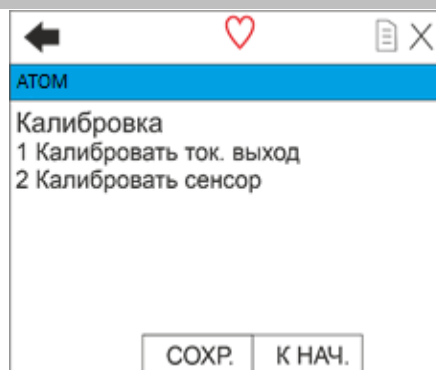 АТОМ
Калибровка
1 Калибровать ток. выход
2 Калибровать сенсор
СОХР.
К НАЧ.